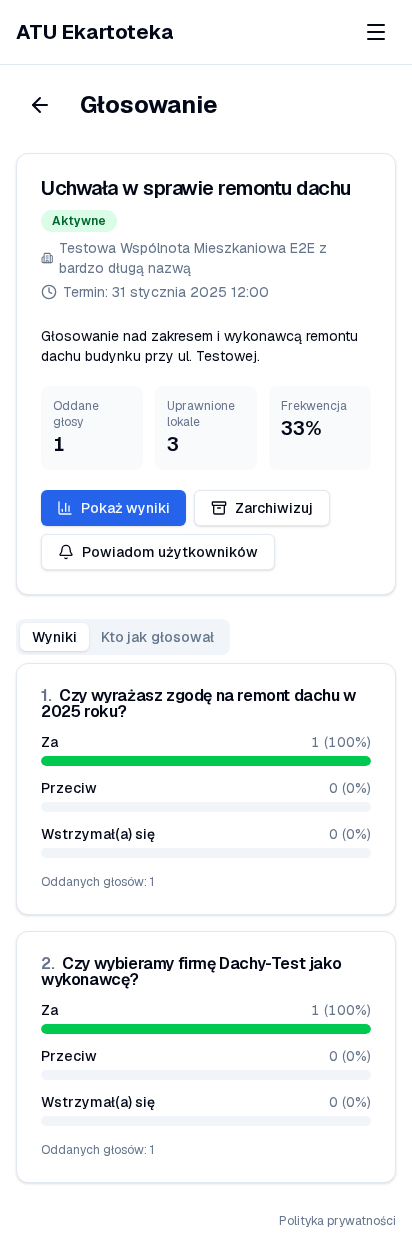 ATU Ekartoteka
Głosowanie
Uchwała w sprawie remontu dachu
Aktywne
Testowa Wspólnota Mieszkaniowa E2E z
bardzo długą nazwą
Termin: 31 stycznia 2025 12:00
Głosowanie nad zakresem i wykonawcą remontu
dachu budynku przy ul. Testowej.
Oddane
głosy
1
Uprawnione
lokale
3
Frekwencja
33%
Pokaż wyniki
Zarchiwizuj
Powiadom użytkowników
Wyniki
Kto jak głosował
1. Czy wyrażasz zgodę na remont dachu w
2025 roku?
Za 1 (100%)
Przeciw 0 (0%)
Wstrzymał(a) się 0 (0%)
Oddanych głosów: 1
2. Czy wybieramy firmę Dachy-Test jako
wykonawcę?
Za 1 (100%)
Przeciw 0 (0%)
Wstrzymał(a) się 0 (0%)
Oddanych głosów: 1
Polityka prywatności